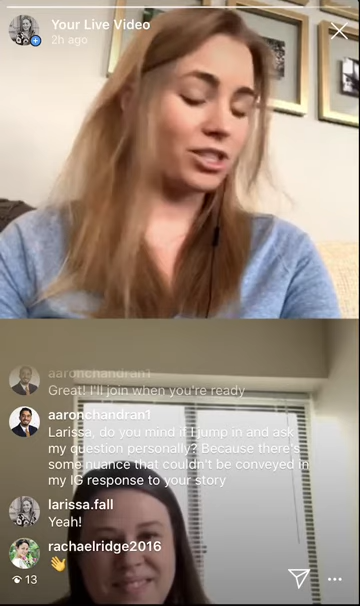 Your Live Video
2h ago
aaronchandran1
Great! I'll join when you're ready
aaronchandran1
Larissa, do you mind if I jump in and ask
my question personally? Because there's
some nuance that couldn't be conveyed in
my IG response to your story
larissa.fall
Yeah!
rachaelridge2016
👋
13